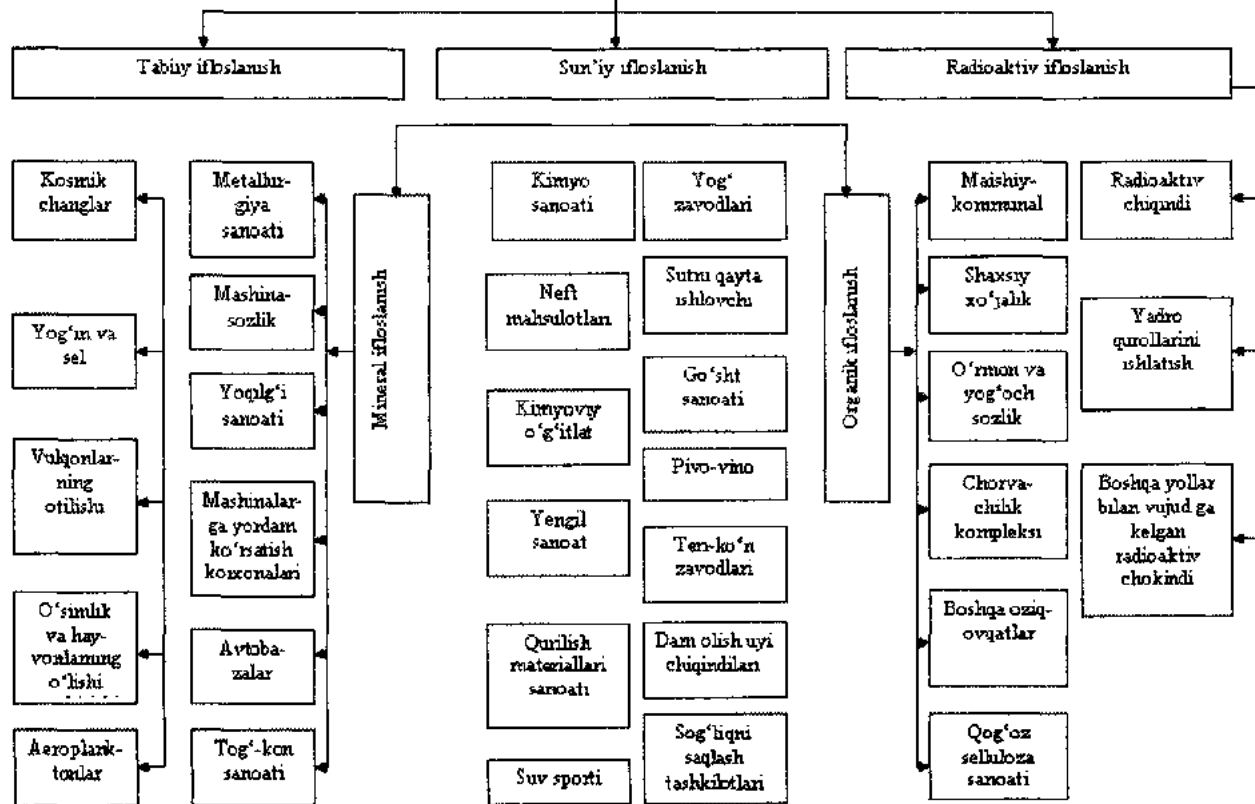 Tabiiy ifloslanish
Sun’iy ifloslanish
Radioaktiv ifloslanish
Kosmik
changlar
Yog‘in va
sel
Vulqonlar-
ning
otilishi
O‘simlik
va hay-
vonlarning
o‘lishi
Aeroplank-
tonlar
Metallur-
giya
sanoati
Mashina-
sozlik
Yoqilg‘i
sanoati
Mashinalar-
ga yordam
ko‘rsatish
korxonalari
Avtoba-
zalar
Tog‘-kon
sanoati
Mineral ifloslanish
Kimyo
sanoati
Neft
mahsulotlari
Kimyoviy
o‘g‘itlar
Yengil
sanoat
Qurilish
materiallari
sanoati
Suv sporti
Yog‘
zavodlari
Sutni qayta
ishlovchi
Go‘sht
sanoati
Pivo-vino
Teri-ko‘n
zavodlari
Dam olish uyi
chiqindilari
Sog‘liqni
saqlash
tashkilotlari
Organik ifloslanish
Maishiy-
kommunal
Shaxsiy
xo‘jalik
O‘rmon va
yog‘och
sozlik
Chorva-
chilik
kompleksi
Boshqa oziq-
ovqatlar
Qog‘oz
selluloza
sanoati
Radioaktiv
chiqindi
Yadro
qurollarini
ishlatish
Boshqa yollar
bilan vujud ga
kelgan
radioaktiv
chokindi